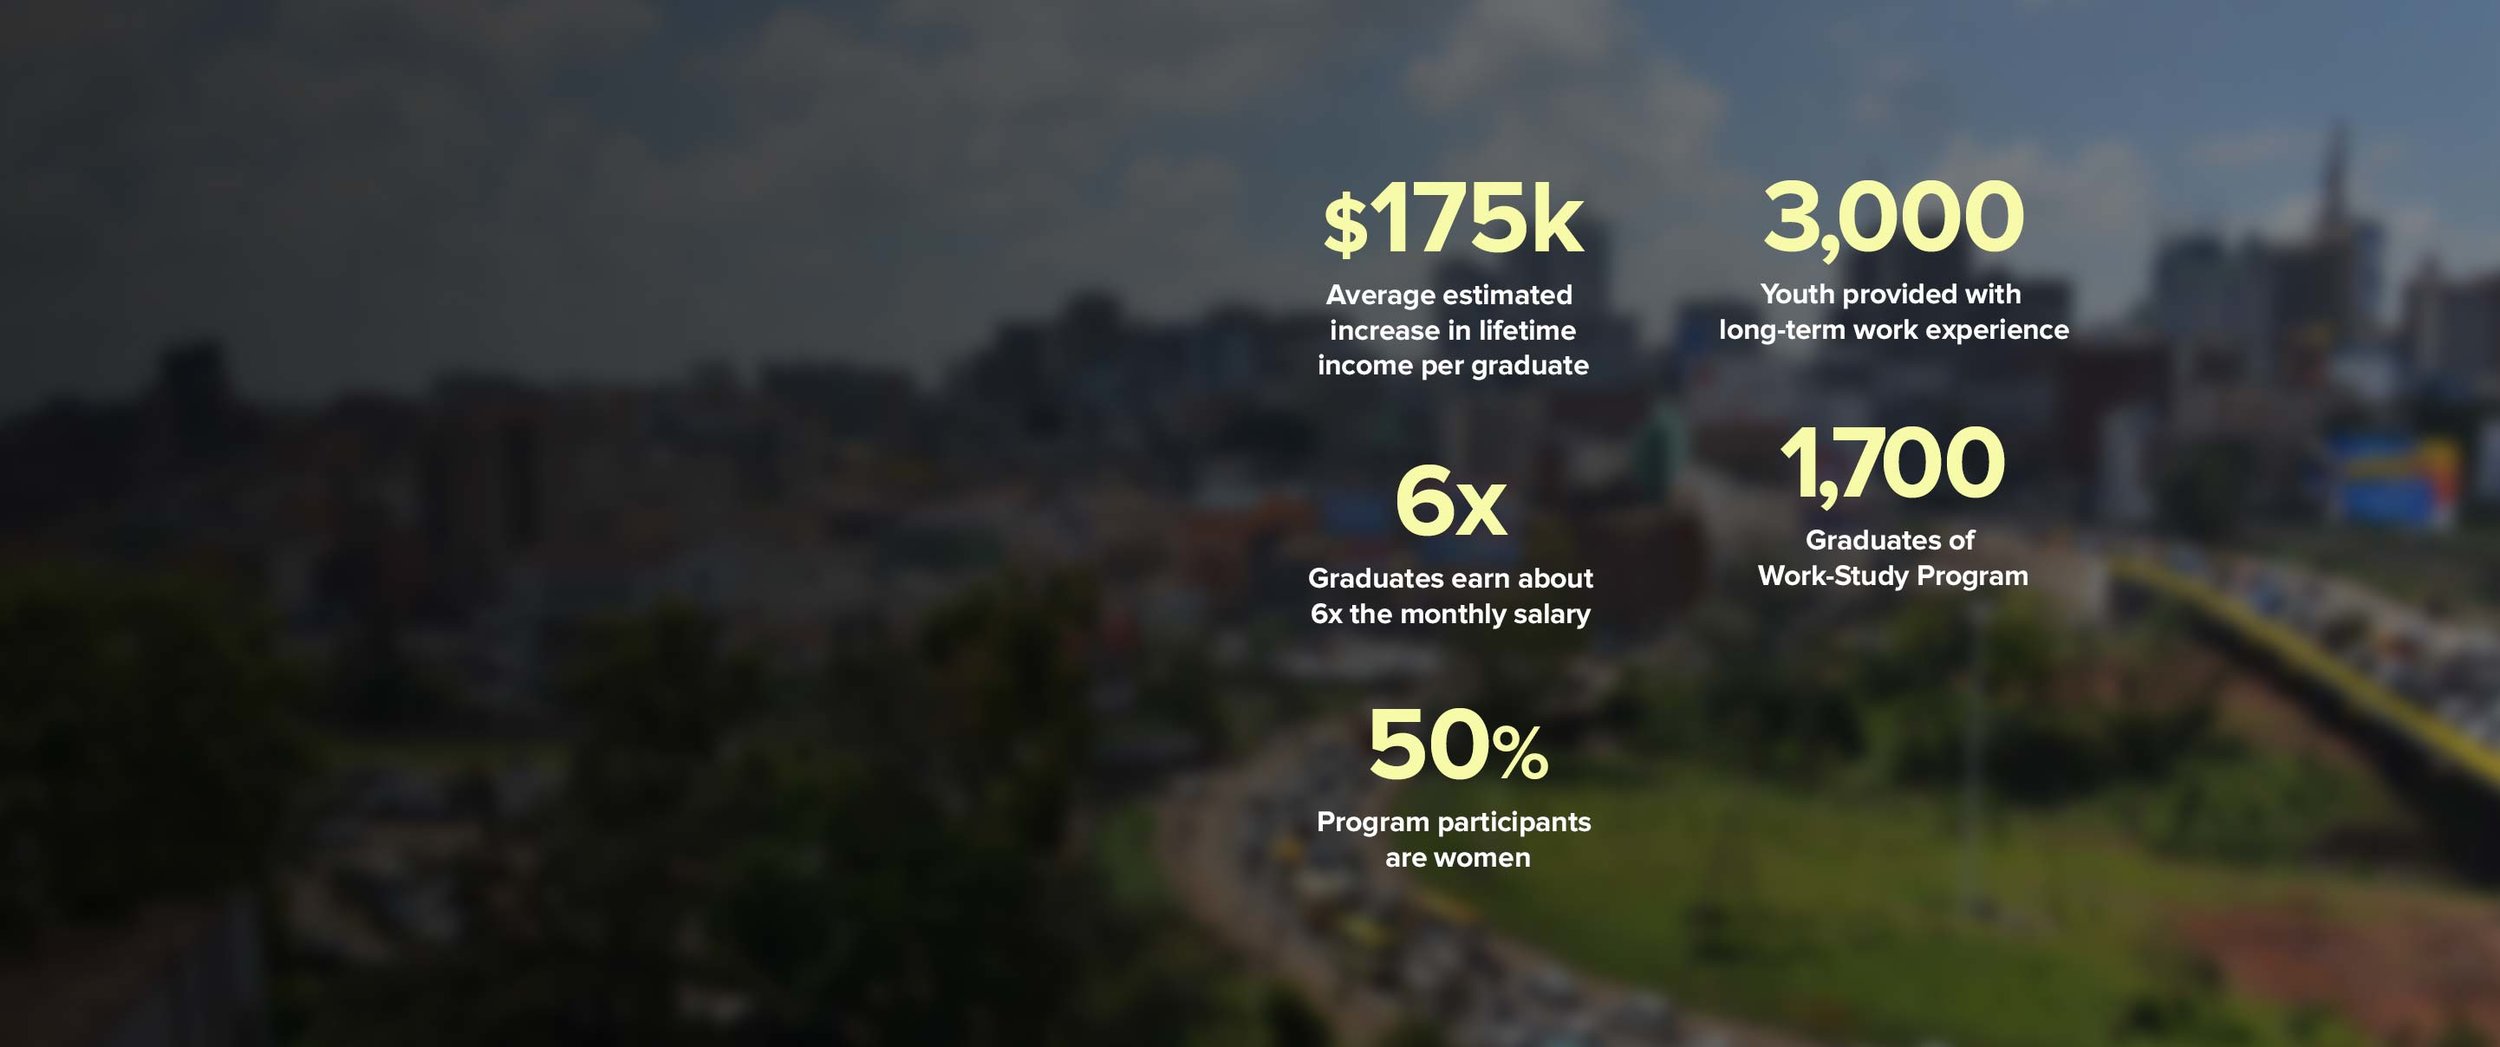 $175k
Average estimated
increase in lifetime
income per graduate
6x
Graduates earn about
6x the monthly salary
50%
Program participants
are women
3,000
Youth provided with
long-term work experience
1,700
Graduates of
Work-Study Program